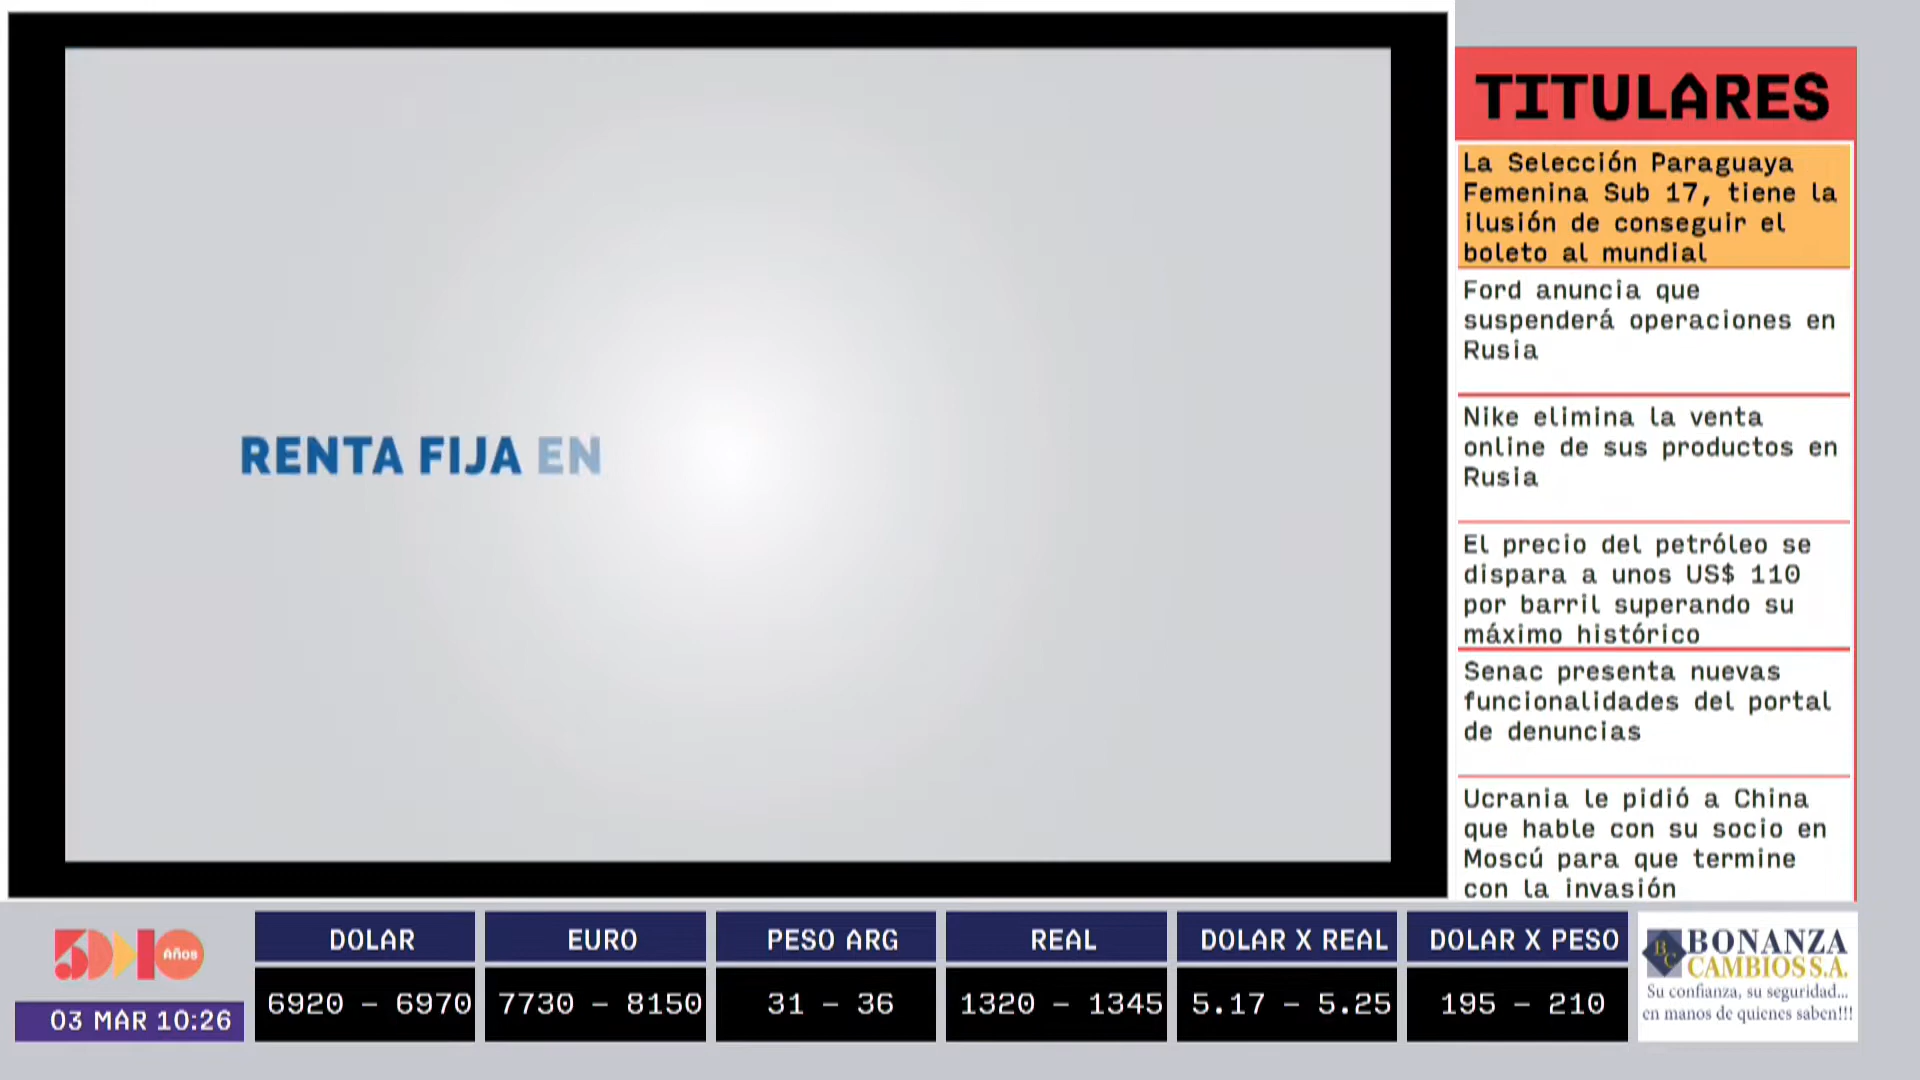 RENTA FIJA EN
TITULARES
La Selección Paraguaya
Femenina Sub 17, tiene la
ilusión de conseguir el
boleto al mundial
Ford anuncia que
suspenderá operaciones en
Rusia
Nike elimina la venta
online de sus productos en
Rusia
El precio del petróleo se
dispara a unos US$ 110
por barril superando su
máximo histórico
Senac presenta nuevas
funcionalidades del portal
de denuncias
Ucrania le pidió a China
que hable con su socio en
Moscú para que termine
con la invasión
Años
03 MAR 10:26
DOLAR
6920 - 6970
EURO
7730 - 8150
PESO ARG
31 - 36
REAL
1320 - 1345
DOLAR X REAL
5.17 - 5.25
DOLAR X PESO
195 - 210
BC
BONANZA
CAMBIOS S.A.
Su confianza, su seguridad...
en manos de quienes saben!!!